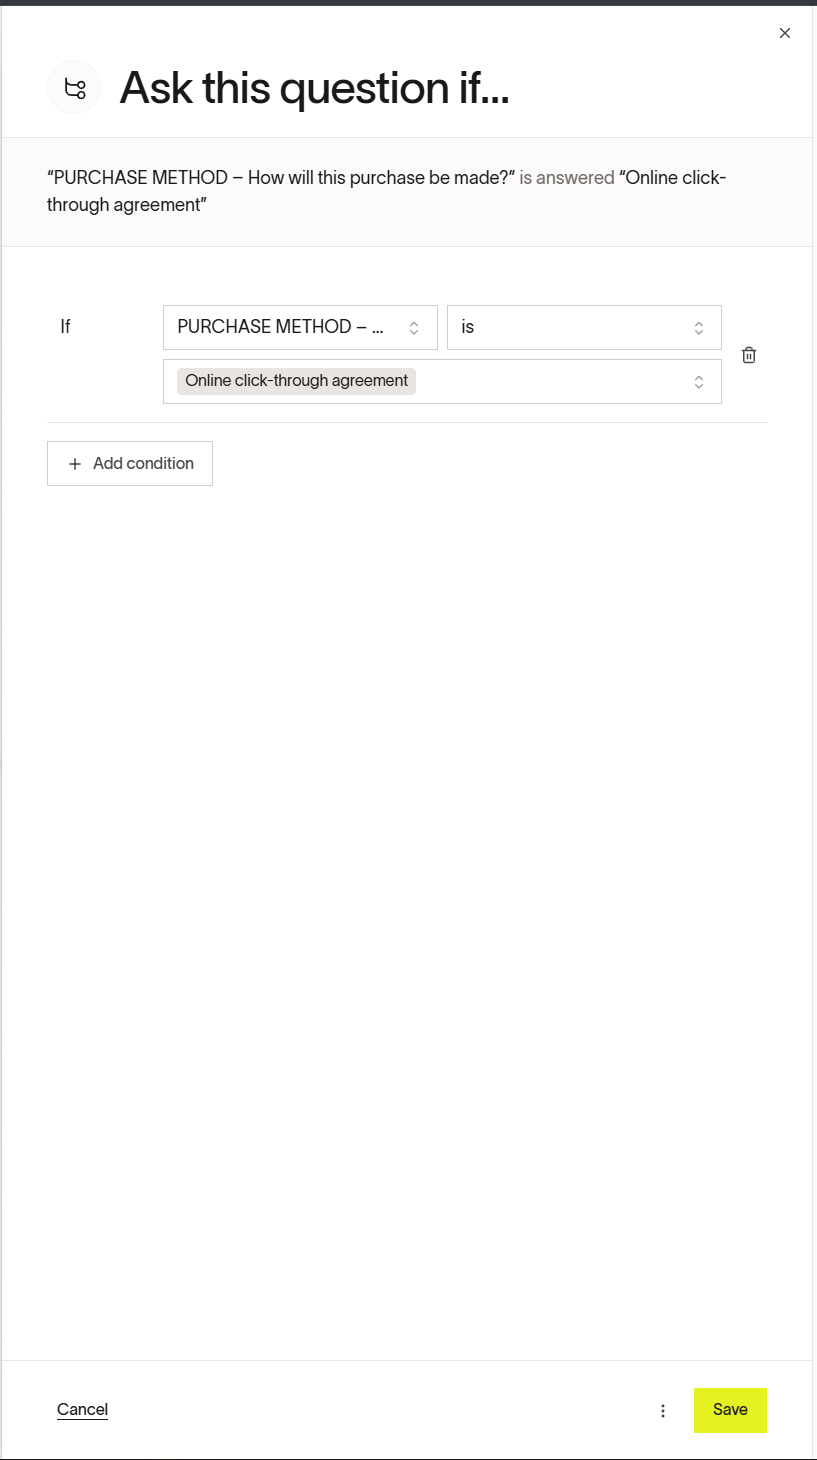 Ask this question if...
“PURCHASE METHOD – How will this purchase be made?” is answered “Online click-
through agreement”
If
PURCHASE METHOD – ...
is
Online click-through agreement
Add condition
Cancel
Save